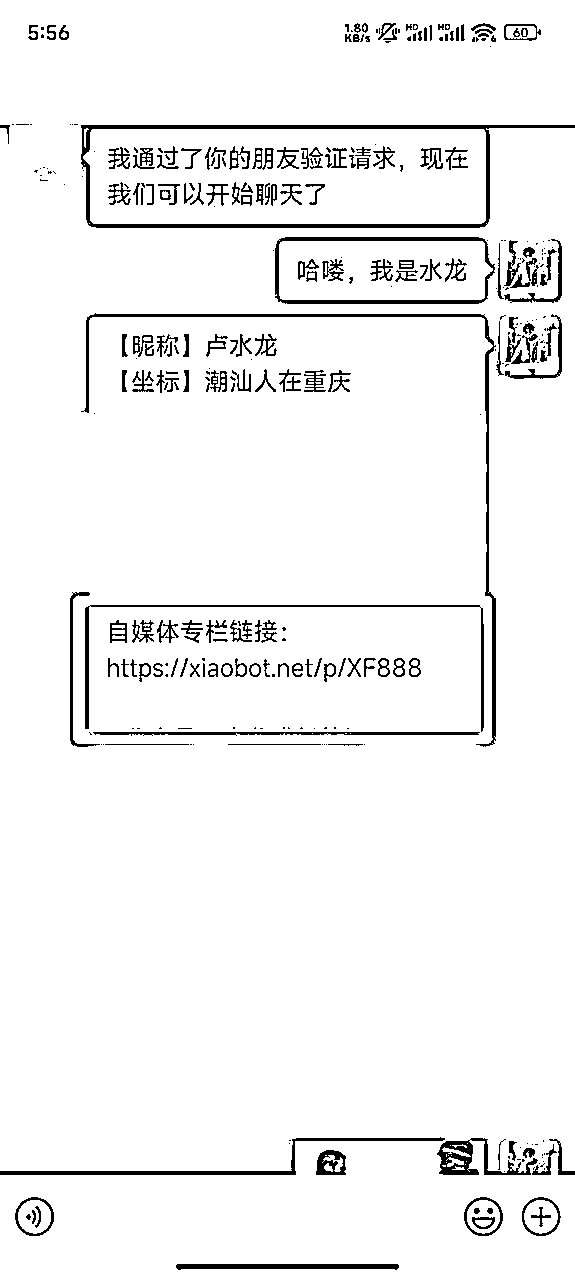 5:56
1.80
KB/s
HD
HD
60
我通过了你的朋友验证请求，现在
我们可以开始聊天了
哈喽，我是水龙
【昵称】卢水龙
【坐标】潮汕人在重庆
自媒体专栏链接：
https://xiaobot.net/p/XF888